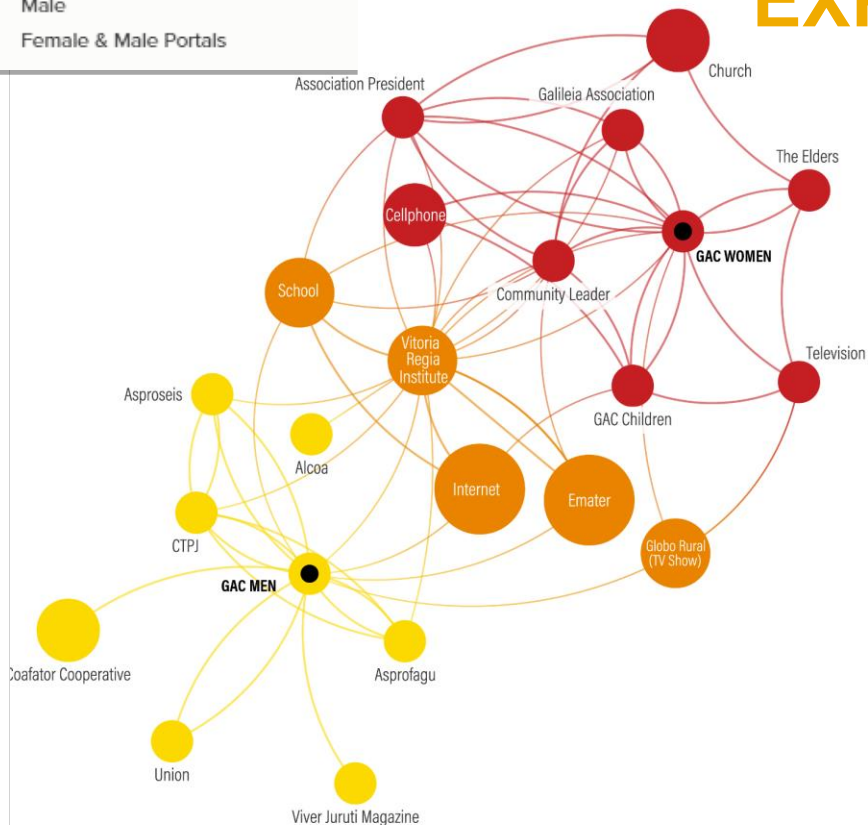 Male
Female & Male Portals
Association President
Galileia Association
Church
The Elders
Cellphone
GAC WOMEN
Community Leader
School
Vitoria
Regia
Institute
Television
Asproseis
GAC Children
Alcoa
Internet
Emater
CTPJ
Globo Rural
(TV Show)
GAC MEN
Coafator Cooperative
Asprofagu
Union
Viver Juruti Magazine